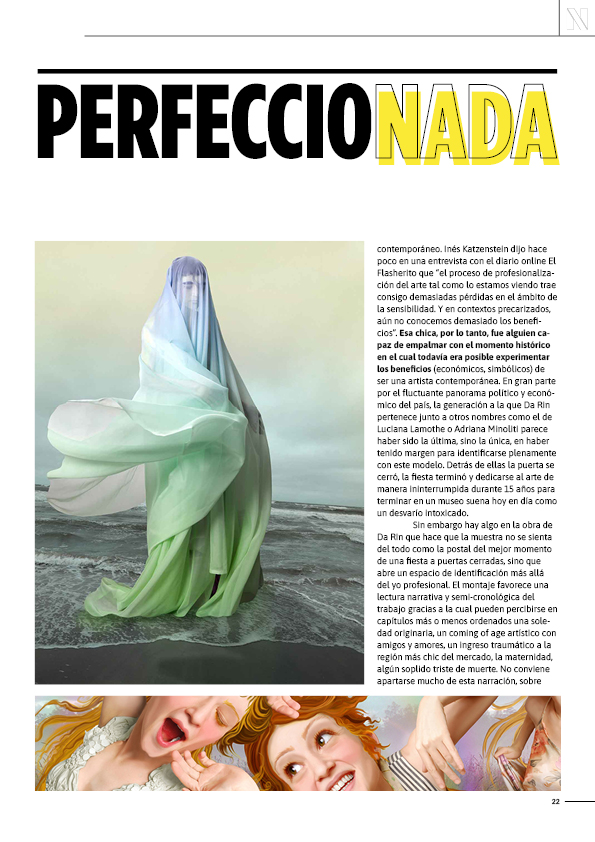 N
PERFECCIONADA
contemporáneo. Inés Katzenstein dijo hace
poco en una entrevista con el diario online El
Flasherito que “el proceso de profesionaliza-
ción del arte tal como lo estamos viendo trae
consigo demasiadas pérdidas en el ámbito de
la sensibilidad. Y en contextos precarizados,
aún no conocemos demasiado los benefi-
cios”. Esa chica, por lo tanto, fue alguien ca-
paz de empalmar con el momento histórico
en el cual todavía era posible experimentar
los beneficios (económicos, simbólicos) de
ser una artista contemporánea. En gran parte
por el fluctuante panorama político y econó-
mico del país, la generación a la que Da Rin
pertenece junto a otros nombres como el de
Luciana Lamothe o Adriana Minoliti parece
haber sido la última, sino la única, en haber
tenido margen para identificarse plenamente
con este modelo. Detrás de ellas la puerta se
cerró, la fiesta terminó y dedicarse al arte de
manera ininterrumpida durante 15 años para
terminar en un museo suena hoy en día como
un desvarío intoxicado.
Sin embargo hay algo en la obra de
Da Rin que hace que la muestra no se sienta
del todo como la postal del mejor momento
de una fiesta a puertas cerradas, sino que
abre un espacio de identificación más allá
del yo profesional. El montaje favorece una
lectura narrativa y semi-cronológica del
trabajo gracias a la cual pueden percibirse en
capítulos más o menos ordenados una sole-
dad originaria, un coming of age artístico con
amigos y amores, un ingreso traumático a la
región más chic del mercado, la maternidad,
algún soplido triste de muerte. No conviene
apartarse mucho de esta narración, sobre
22